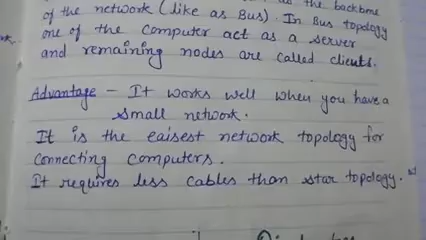 the backbone
of the network (like as Bus). In Bus topology
one of the computer act as a server
and remaining nodes are called clients.
Advantage - It works well when you have a
small network.
It is the eaisest network topology for
connecting computers.
It requires less cables than star topology.